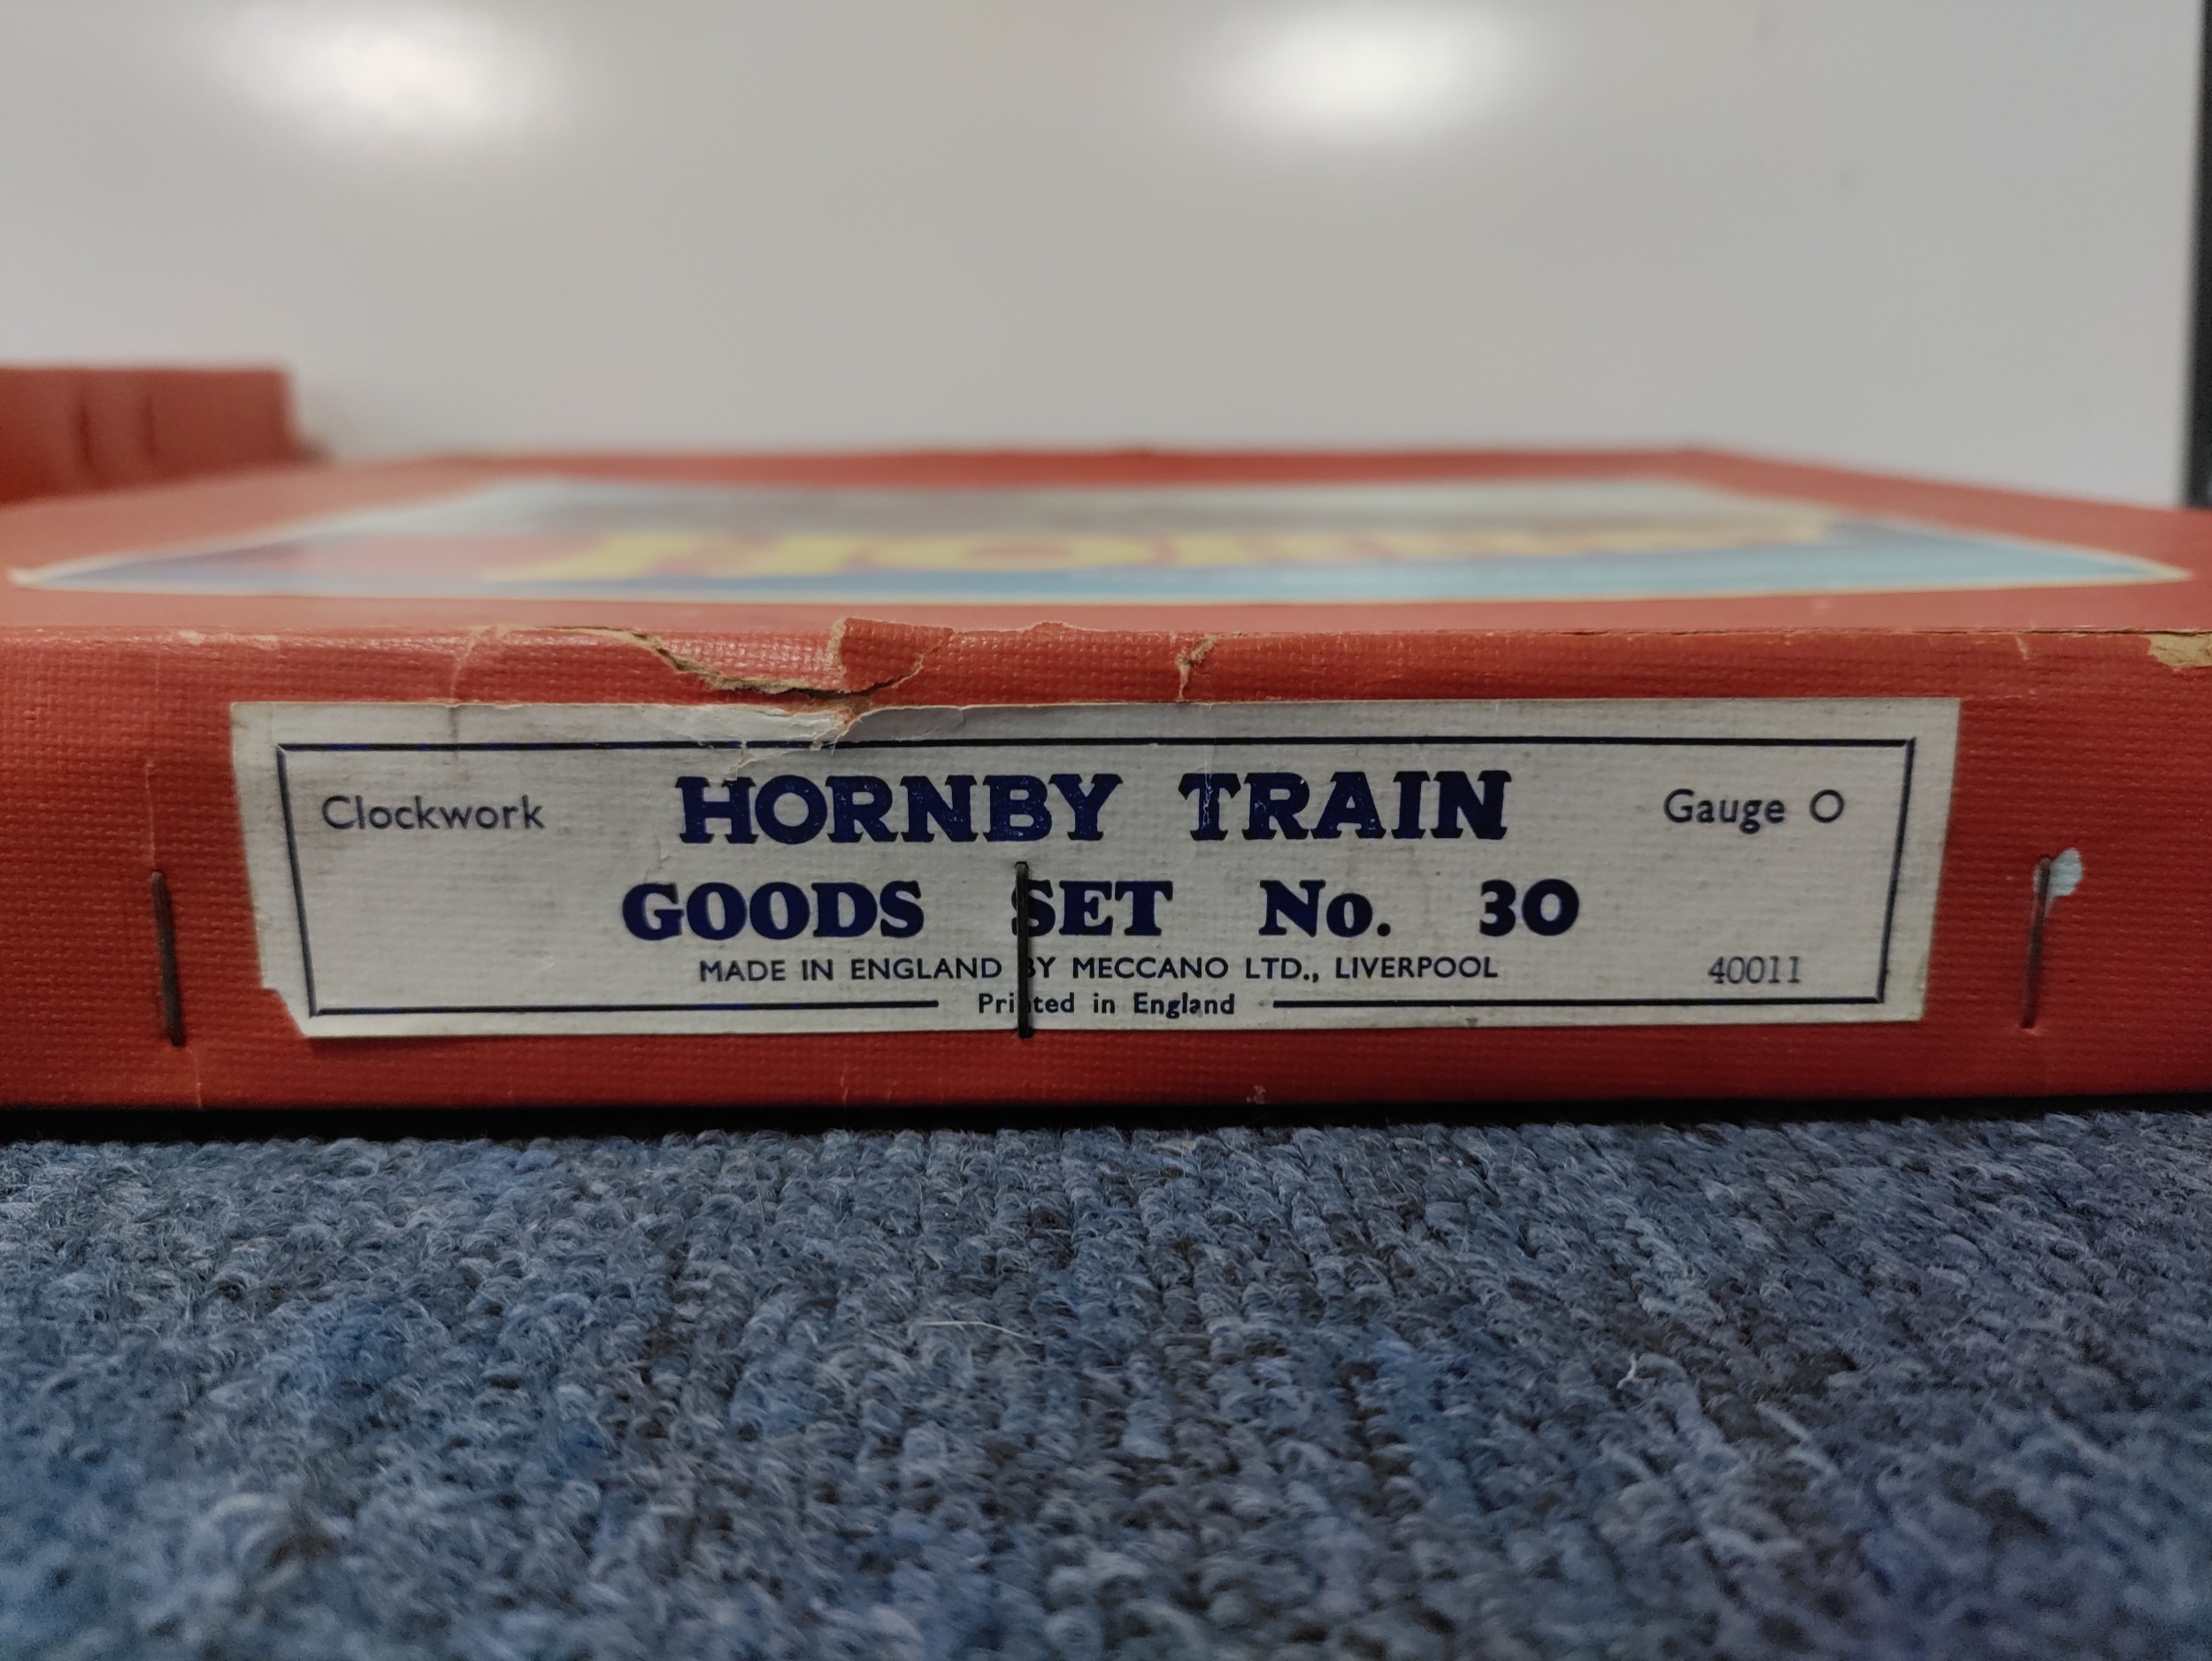 HORNBY
Clockwork HORNBY TRAIN Gauge O
GOODS SET No. 30
MADE IN ENGLAND BY MECCANO LTD., LIVERPOOL 40011
Printed in England